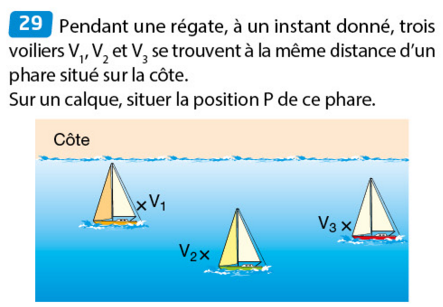 29 Pendant une régate, à un instant donné, trois
voiliers V₁, V₂ et V₃ se trouvent à la même distance d’un
phare situé sur la côte.
Sur un calque, situer la position P de ce phare.
Côte
×V₁
V₂×
V₃×